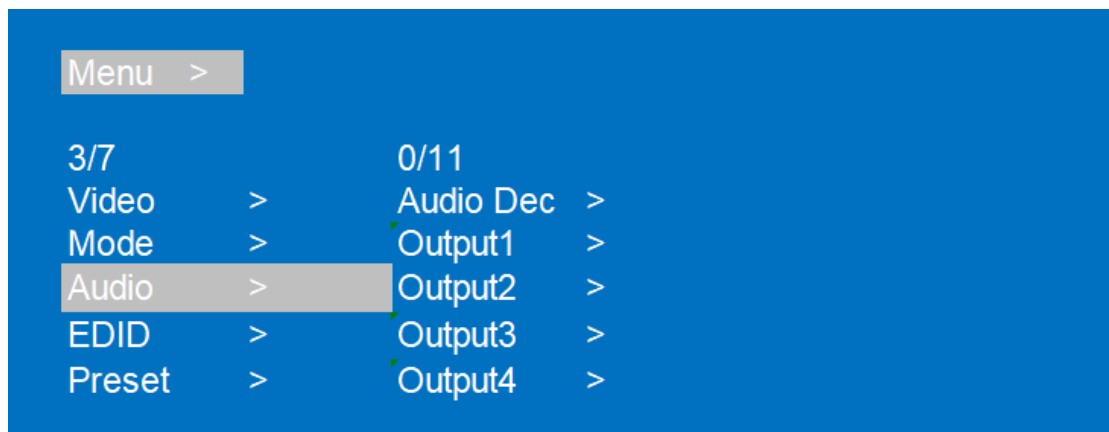 Menu >
3/7 0/11
Video > Audio Dec >
Mode > Output1 >
Audio > Output2 >
EDID > Output3 >
Preset > Output4 >